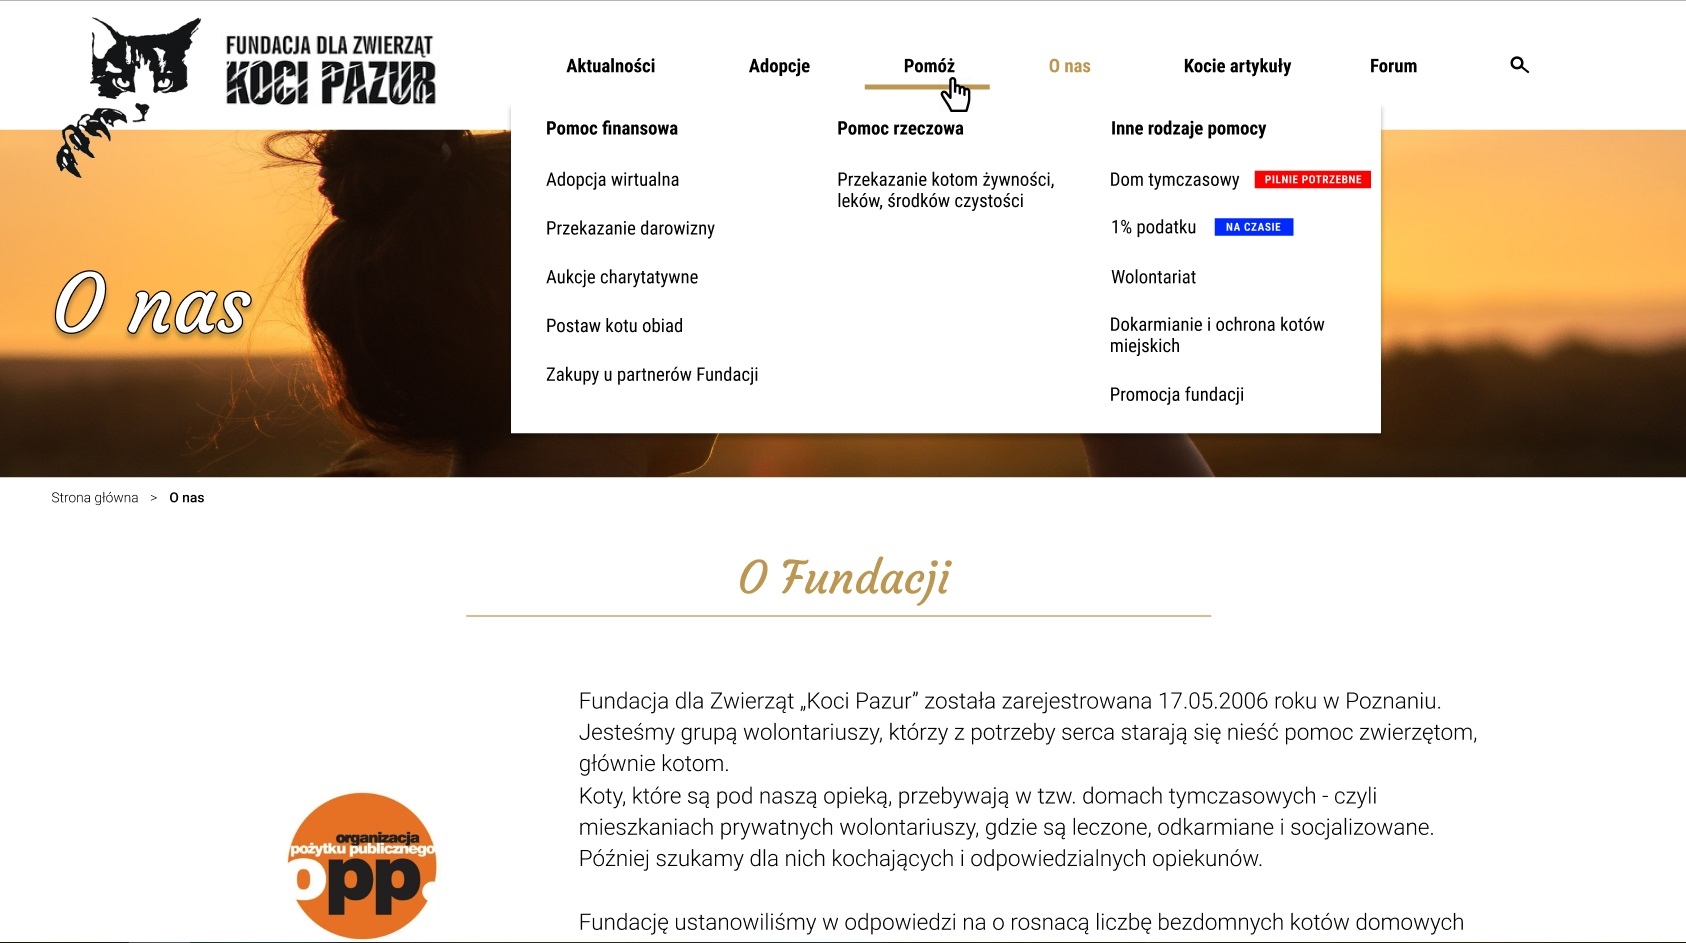 FUNDACJA DLA ZWIERZĄT
KOCI PAZUR
Aktualności
Adopcje
Pomóż
O nas
Kocie artykuły
Forum
Pomoc finansowa
Adopcja wirtualna
Przekazanie darowizny
Aukcje charytatywne
Postaw kotu obiad
Zakupy u partnerów Fundacji
Pomoc rzeczowa
Przekazanie kotom żywności,
leków, środków czystości
Inne rodzaje pomocy
Dom tymczasowy PILNIE POTRZEBNE
1% podatku NA CZASIE
Wolontariat
Dokarmianie i ochrona kotów
miejskich
Promocja fundacji
O nas
Strona główna > O nas
O Fundacji
Fundacja dla Zwierząt „Koci Pazur” została zarejestrowana 17.05.2006 roku w Poznaniu.
Jesteśmy grupą wolontariuszy, którzy z potrzeby serca starają się nieść pomoc zwierzętom,
głównie kotom.
Koty, które są pod naszą opieką, przebywają w tzw. domach tymczasowych - czyli
mieszkaniach prywatnych wolontariuszy, gdzie są leczone, odkarmiane i socjalizowane.
Później szukamy dla nich kochających i odpowiedzialnych opiekunów.
Fundację ustanowiliśmy w odpowiedzi na o rosnacą liczbę bezdomnych kotów domowych
organizacja
pożytku publicznego
opp.